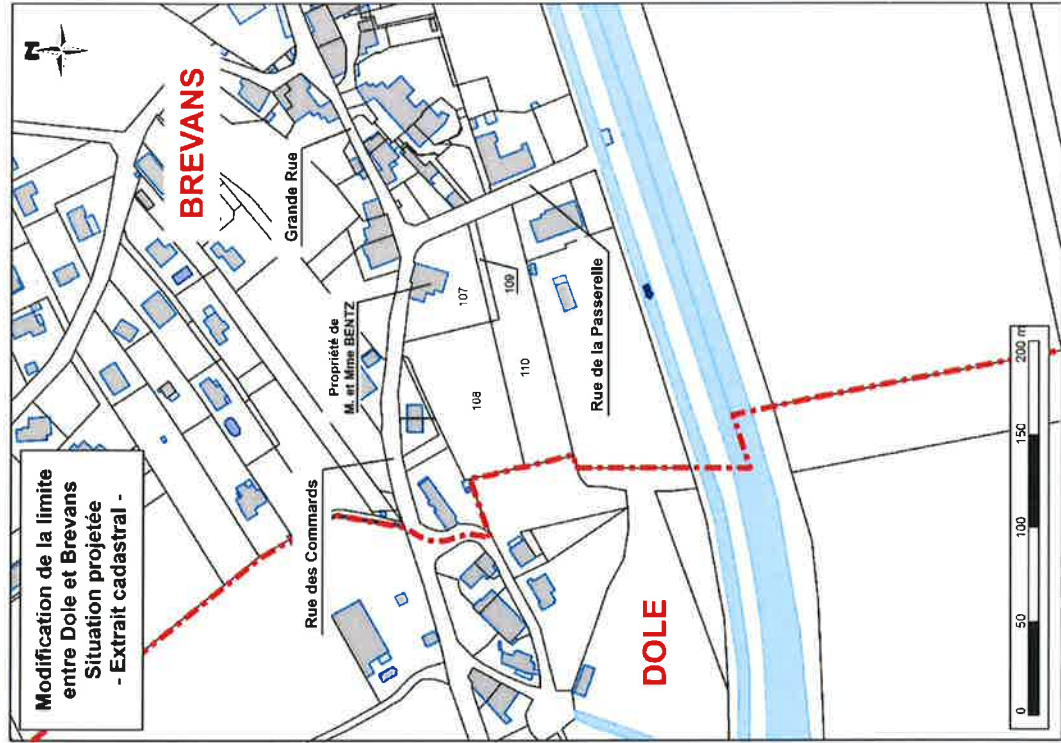 Modification de la limite
entre Dole et Brevans
Situation projetée
- Extrait cadastral -
N
BREVANS
Grande Rue
Rue des Commards
Propriété de
M. et Mme BENTZ
107
109
108
110
Rue de la Passerelle
DOLE
0 50 100 150 200 m